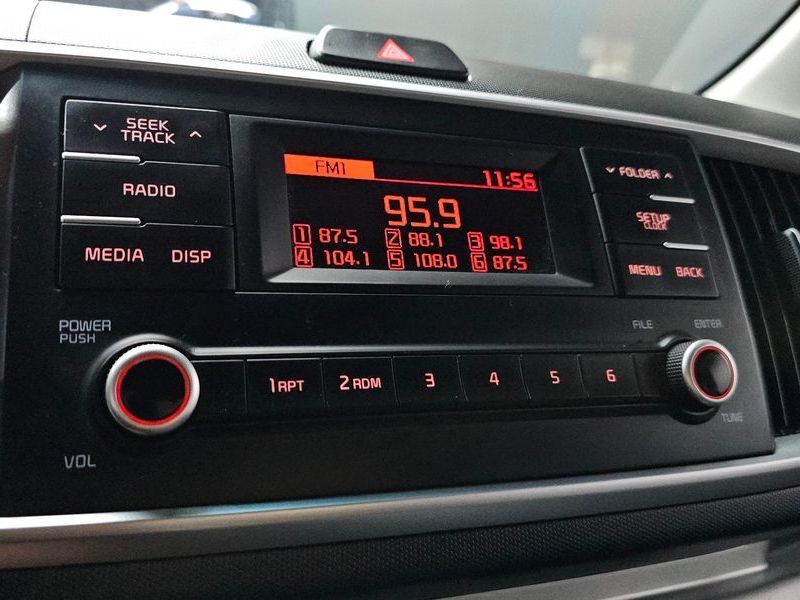 SEEK
TRACK
RADIO
MEDIA DISP
FM1 11:56
95.9
1 87.5 2 88.1 3 98.1
4 104.1 5 108.0 6 87.5
FOLDER
SETUP
CLOCK
MENU BACK
POWER
PUSH
VOL
1 RPT 2 RDM 3 4 5 6
FILE ENTER
TUNE